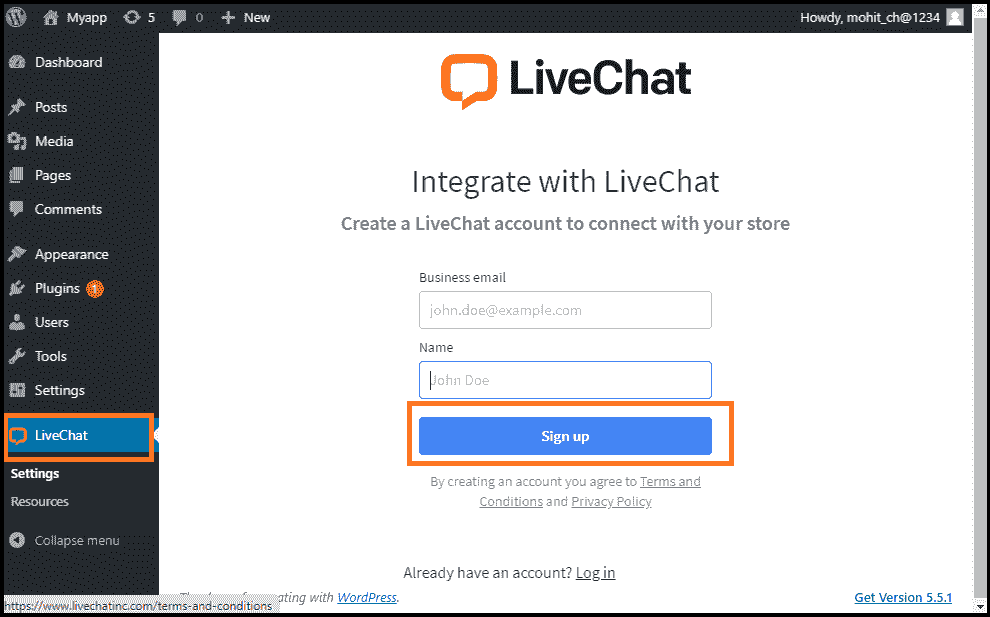 Myapp 5 0 New Howdy, mohit_ch@1234
Dashboard
Posts
Media
Pages
Comments
Appearance
Plugins 1
Users
Tools
Settings
LiveChat
Settings
Resources
Collapse menu
LiveChat
Integrate with LiveChat
Create a LiveChat account to connect with your store
Business email
john.doe@example.com
Name
John Doe
Sign up
By creating an account you agree to Terms and
Conditions and Privacy Policy
Already have an account? Log in
with WordPress.
Get Version 5.5.1
https://www.livechatinc.com/terms-and-conditions